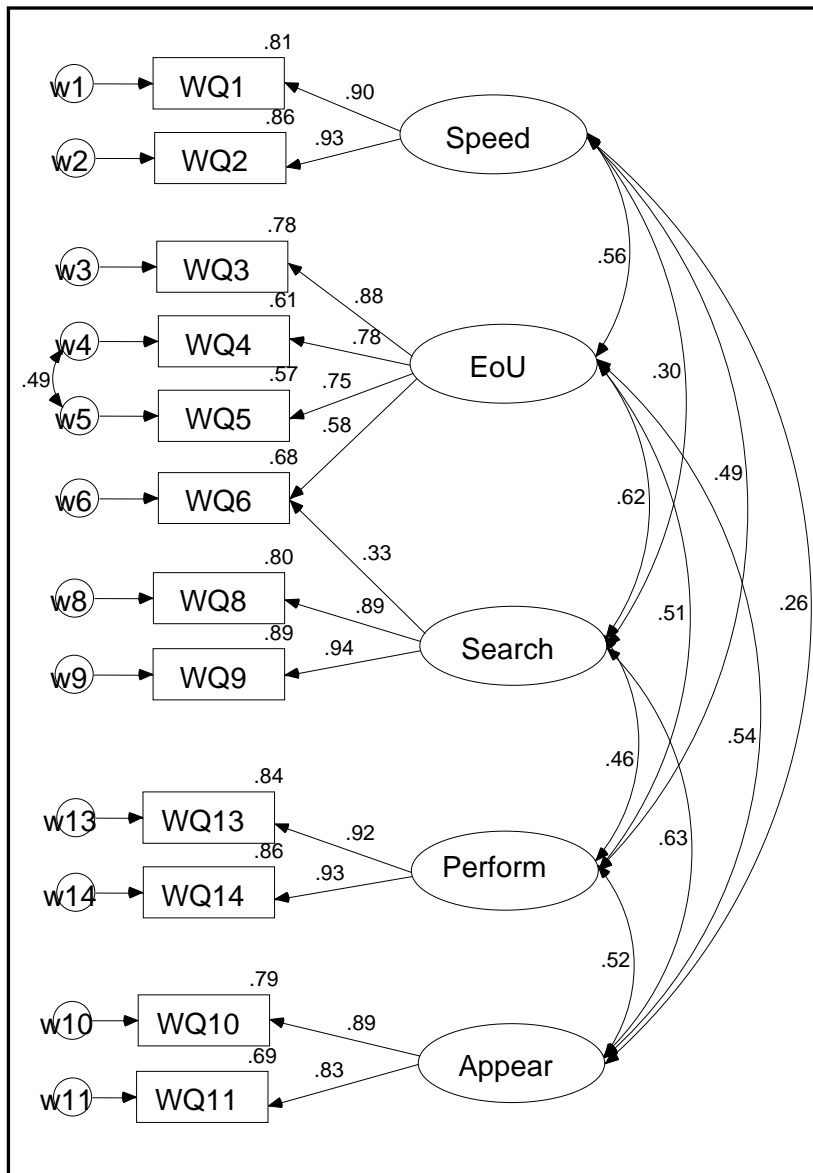 .81
w1 WQ1 .90
.86 Speed
w2 WQ2 .93
.78 .56
w3 WQ3 .88
.61
w4 WQ4 .78 EoU .30
.49 .57 .75
w5 WQ5 .58
.68 .49
w6 WQ6 .62
.33
.80 .51 .26
w8 WQ8 .89
.89 Search
w9 WQ9 .94
.54
.84 .46 .63
w13 WQ13 .92
.86 Perform
w14 WQ14 .93
.79 .52
w10 WQ10 .89
.69 Appear
w11 WQ11 .83